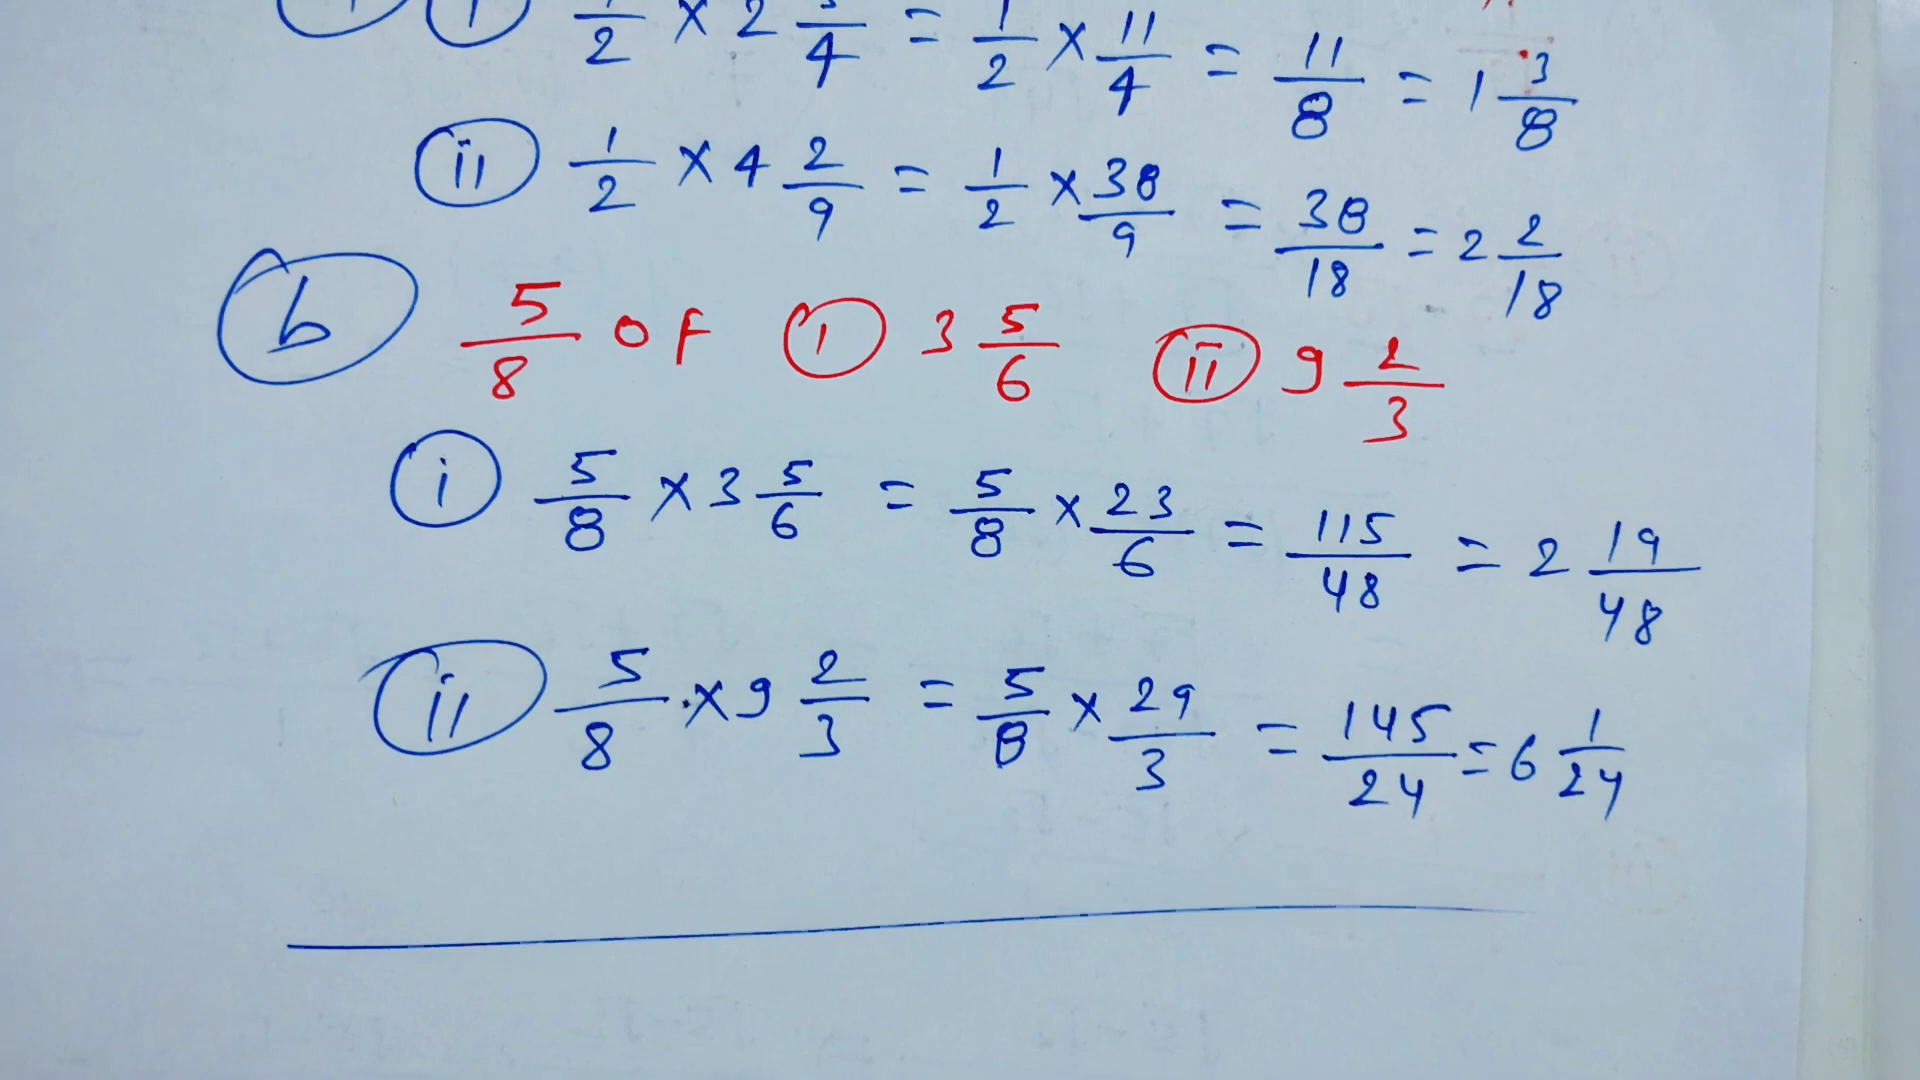 (i) 1/2 × 2 3/4 = 1/2 × 11/4 = 11/8 = 1 3/8
(ii) 1/2 × 4 2/9 = 1/2 × 38/9 = 38/18 = 2 2/18
(b) 5/8 OF (i) 3 5/6 (ii) 9 2/3
(i) 5/8 × 3 5/6 = 5/8 × 23/6 = 115/48 = 2 19/48
(ii) 5/8 × 9 2/3 = 5/8 × 29/3 = 145/24 = 6 1/24